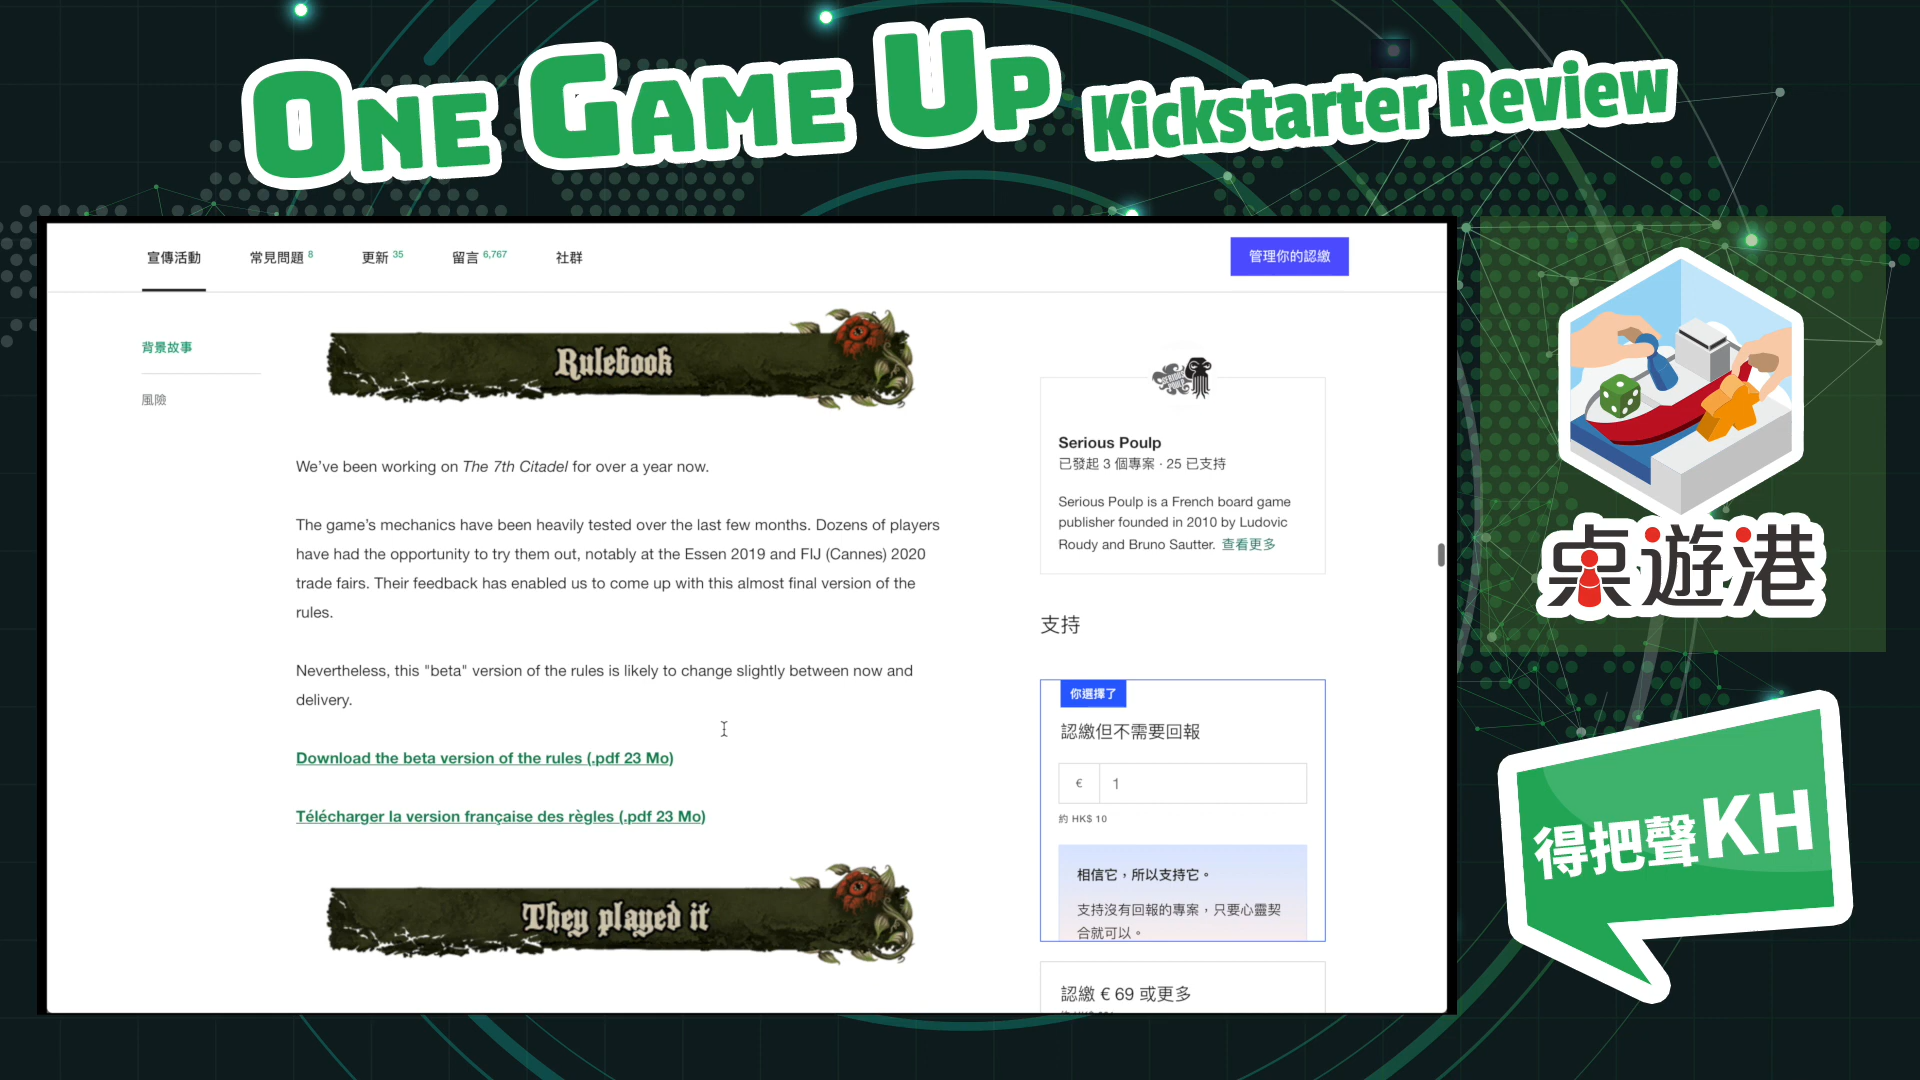 ONE GAME UP Kickstarter Review
宣傳活動 常見問題 8 更新 35 留言 6,767 社群 管理你的認繳
背景故事
風險
Rulebook
We've been working on The 7th Citadel for over a year now.
The game's mechanics have been heavily tested over the last few months. Dozens of players
have had the opportunity to try them out, notably at the Essen 2019 and FIJ (Cannes) 2020
trade fairs. Their feedback has enabled us to come up with this almost final version of the
rules.
Nevertheless, this "beta" version of the rules is likely to change slightly between now and
delivery.
Download the beta version of the rules (.pdf 23 Mo)
Télécharger la version française des règles (.pdf 23 Mo)
They played it
SERIOUS POULP
Serious Poulp
已發起 3 個專案 · 25 已支持
Serious Poulp is a French board game
publisher founded in 2010 by Ludovic
Roudy and Bruno Sautter. 查看更多
支持
你選擇了
認繳但不需要回報
€ 1
約 HK$ 10
相信它，所以支持它。
支持沒有回報的專案，只要心靈契
合就可以。
認繳 € 69 或更多
桌遊港
得把聲KH